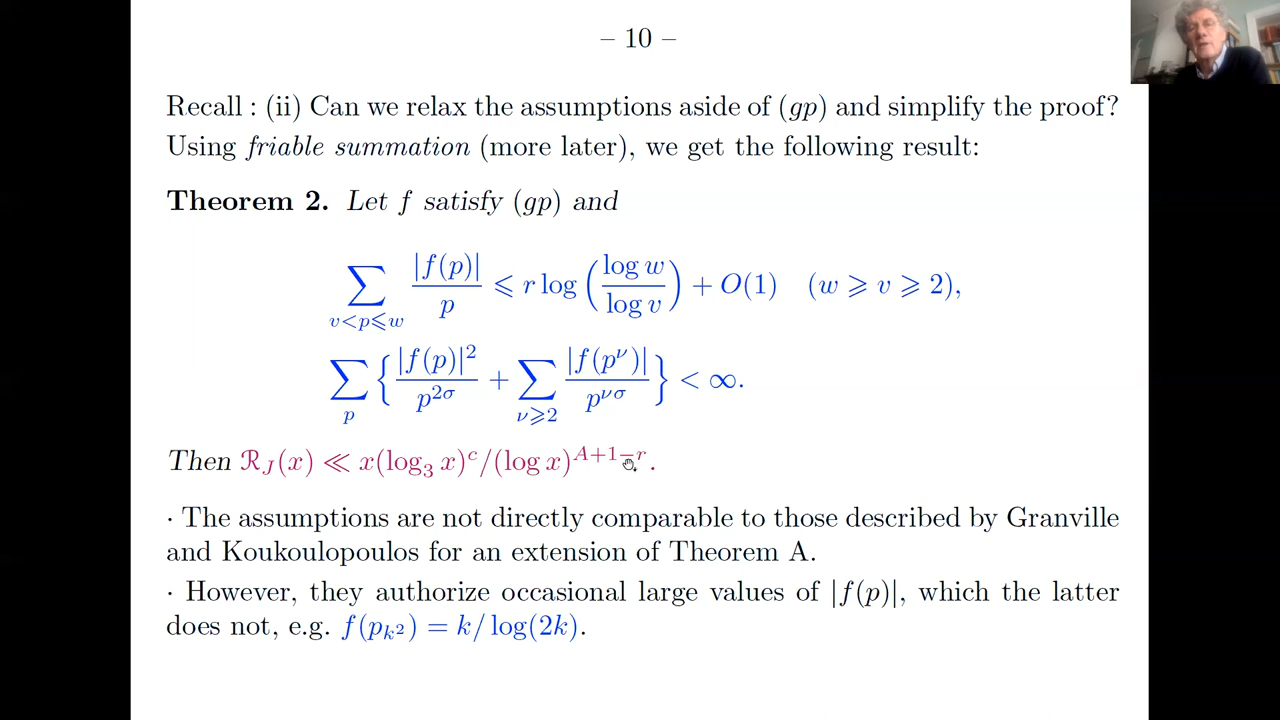 – 10 –
Recall : (ii) Can we relax the assumptions aside of (gp) and simplify the proof?
Using friable summation (more later), we get the following result:
Theorem 2. Let f satisfy (gp) and
∑_{v<p⩽w} |f(p)|/p ⩽ r log (log w/log v) + O(1) (w ⩾ v ⩾ 2),
∑_p { |f(p)|²/p^{2σ} + ∑_{ν⩾2} |f(p^ν)|/p^{νσ} } < ∞.
Then ℛ_J(x) ≪ x(log₃ x)^c/(log x)^{A+1−r}.
· The assumptions are not directly comparable to those described by Granville
and Koukoulopoulos for an extension of Theorem A.
· However, they authorize occasional large values of |f(p)|, which the latter
does not, e.g. f(p_{k²}) = k/ log(2k).